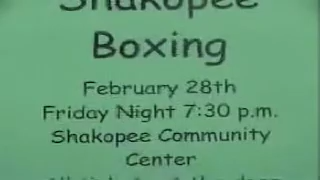 Shakopee
Boxing
February 28th
Friday Night 7:30 p.m.
Shakopee Community
Center